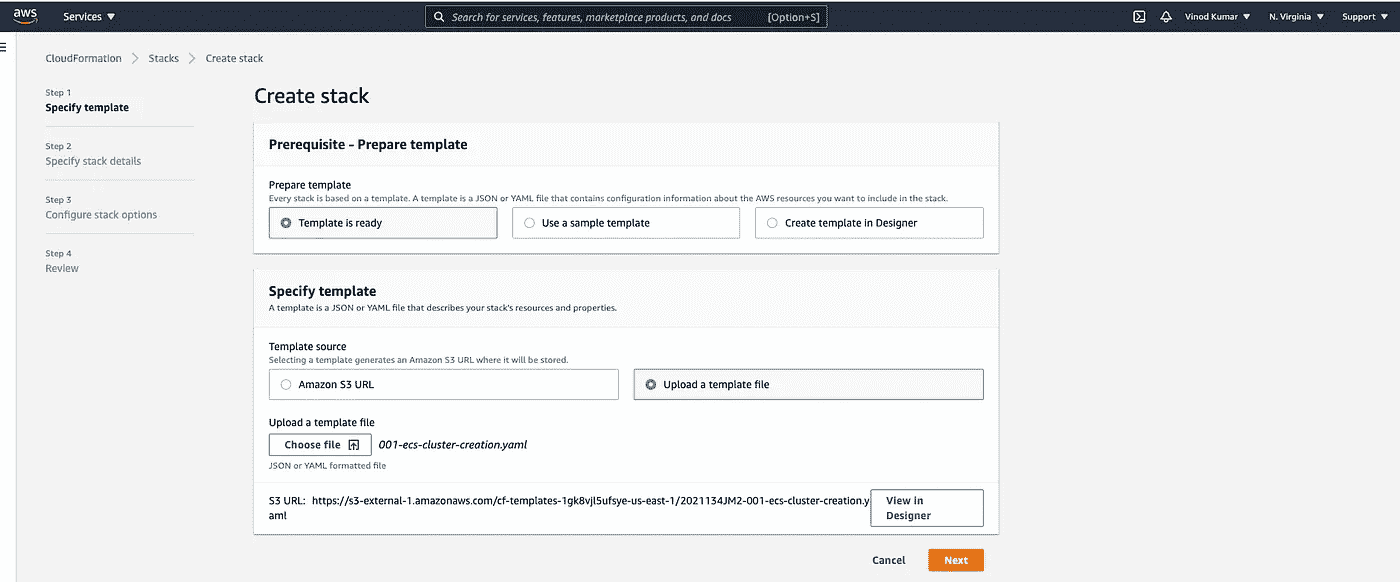 aws Services Search for services, features, marketplace products, and docs [Option+S] Vinod Kumar N. Virginia Support
CloudFormation Stacks Create stack
Step 1
Specify template
Step 2
Specify stack details
Step 3
Configure stack options
Step 4
Review
Create stack
Prerequisite - Prepare template
Prepare template
Every stack is based on a template. A template is a JSON or YAML file that contains configuration information about the AWS resources you want to include in the stack.
Template is ready Use a sample template Create template in Designer
Specify template
A template is a JSON or YAML file that describes your stack's resources and properties.
Template source
Selecting a template generates an Amazon S3 URL where it will be stored.
Amazon S3 URL Upload a template file
Upload a template file
Choose file 001-ecs-cluster-creation.yaml
JSON or YAML formatted file
S3 URL: https://s3-external-1.amazonaws.com/cf-templates-1gk8vjl5ufsye-us-east-1/2021134JM2-001-ecs-cluster-creation.y
aml
View in
Designer
Cancel Next